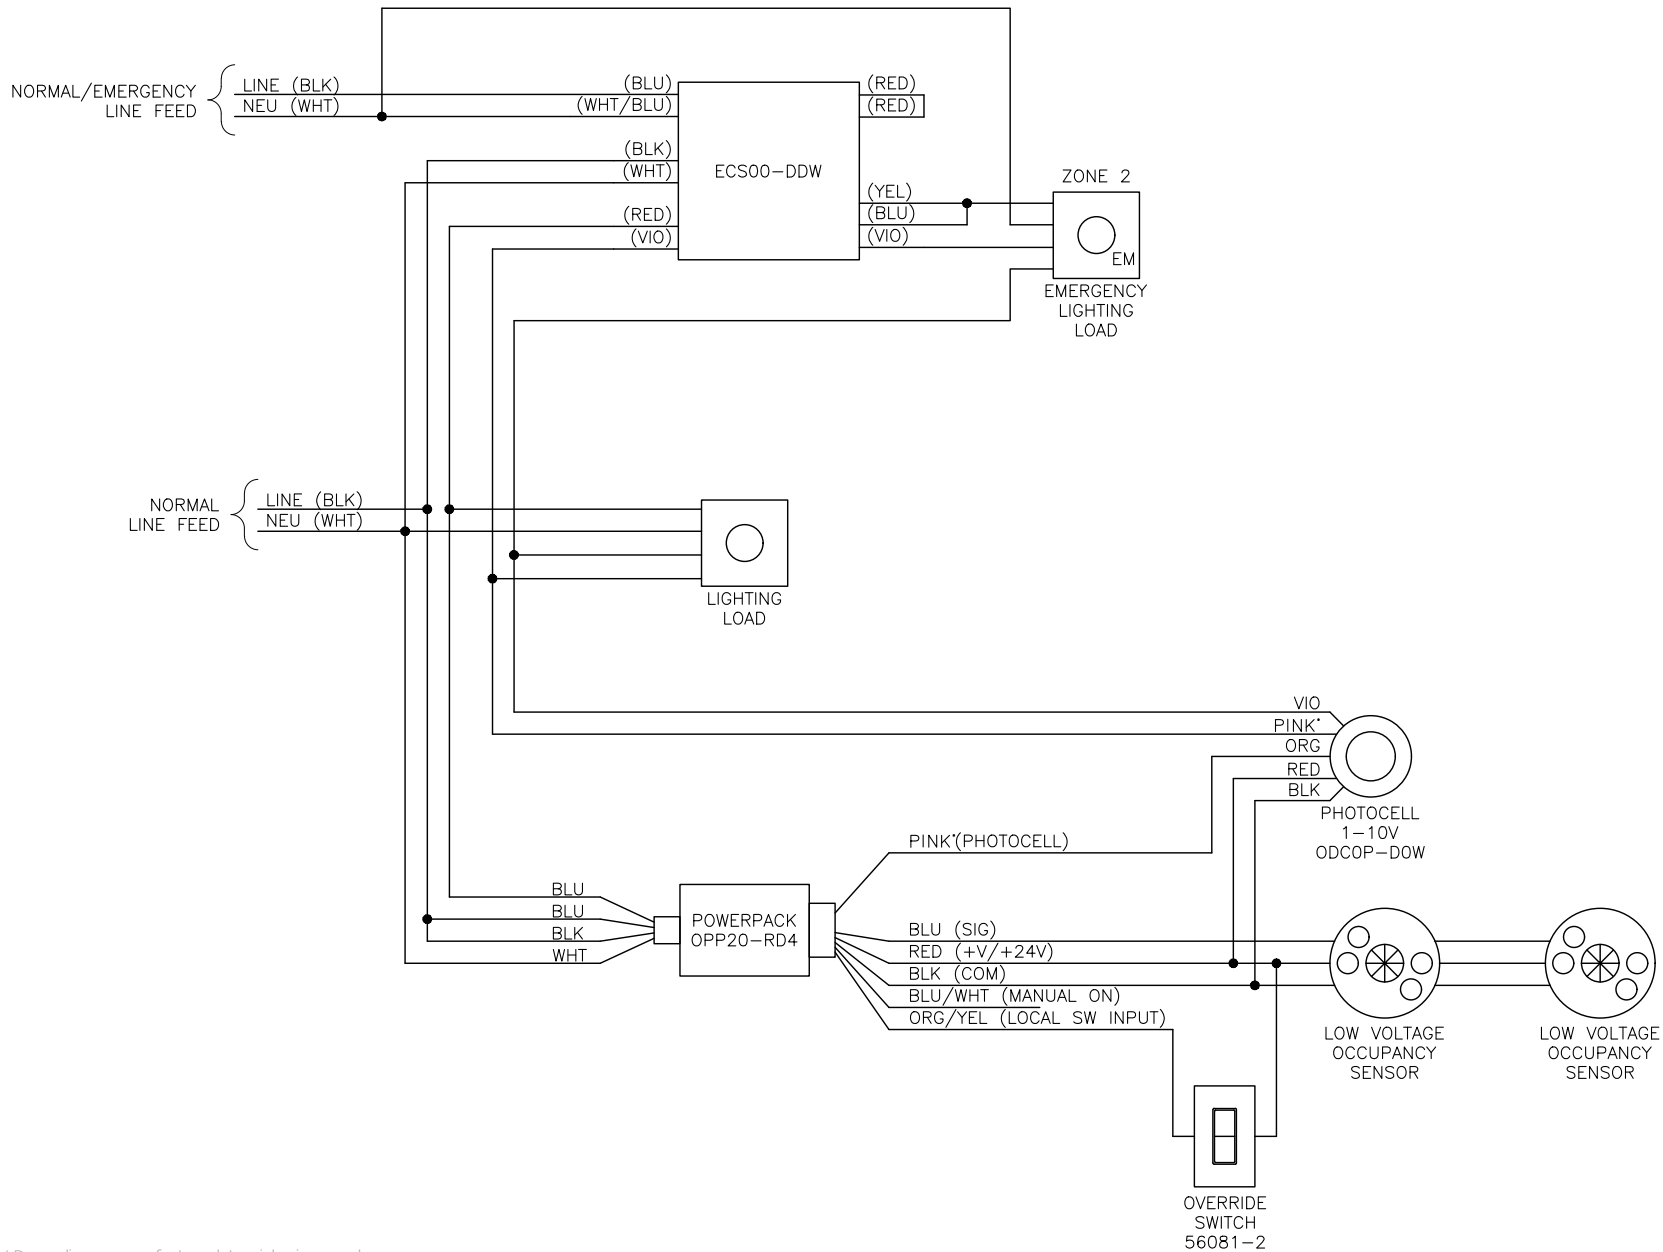 NORMAL/EMERGENCY
LINE FEED
LINE (BLK)
NEU (WHT)
(BLU)
(WHT/BLU)
(BLK)
(WHT)
(RED)
(VIO)
ECS00-DDW
(RED)
(RED)
(YEL)
(BLU)
(VIO)
ZONE 2
EM
EMERGENCY
LIGHTING
LOAD
NORMAL
LINE FEED
LINE (BLK)
NEU (WHT)
LIGHTING
LOAD
VIO
PINK*
ORG
RED
BLK
PHOTOCELL
1-10V
ODC0P-D0W
PINK*(PHOTOCELL)
BLU
BLU
BLK
WHT
POWERPACK
OPP20-RD4
BLU (SIG)
RED (+V/+24V)
BLK (COM)
BLU/WHT (MANUAL ON)
ORG/YEL (LOCAL SW INPUT)
LOW VOLTAGE
OCCUPANCY
SENSOR
LOW VOLTAGE
OCCUPANCY
SENSOR
OVERRIDE
SWITCH
56081-2